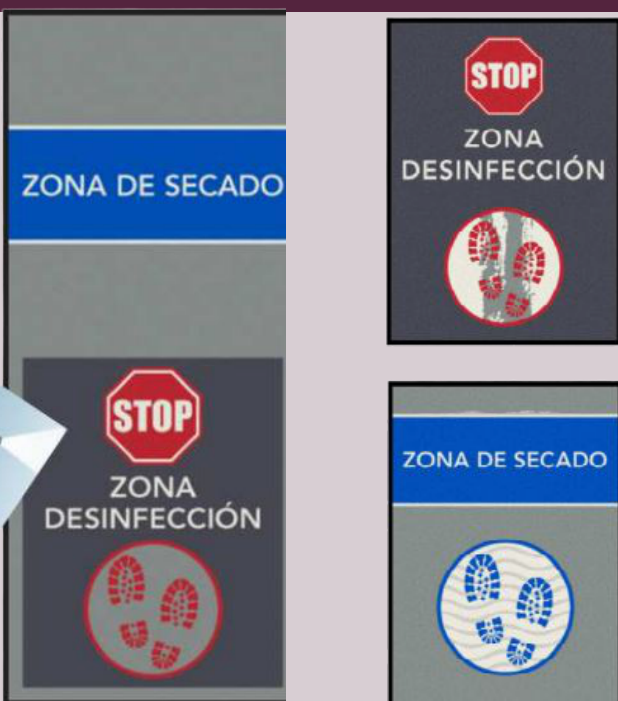 ZONA DE SECADO
STOP
ZONA
DESINFECCIÓN
STOP
ZONA
DESINFECCIÓN
ZONA DE SECADO